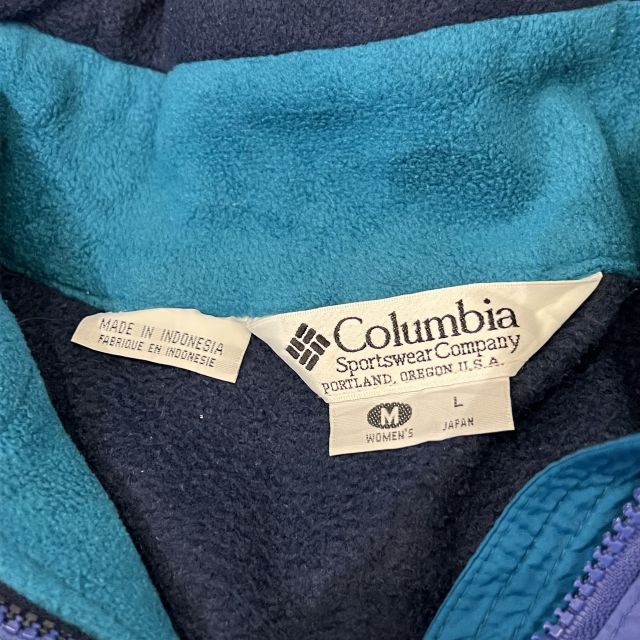 MADE IN INDONESIA
FABRIQUE EN INDONESIE
Columbia
Sportswear Company
PORTLAND, OREGON U.S.A.
M L
WOMEN'S JAPAN